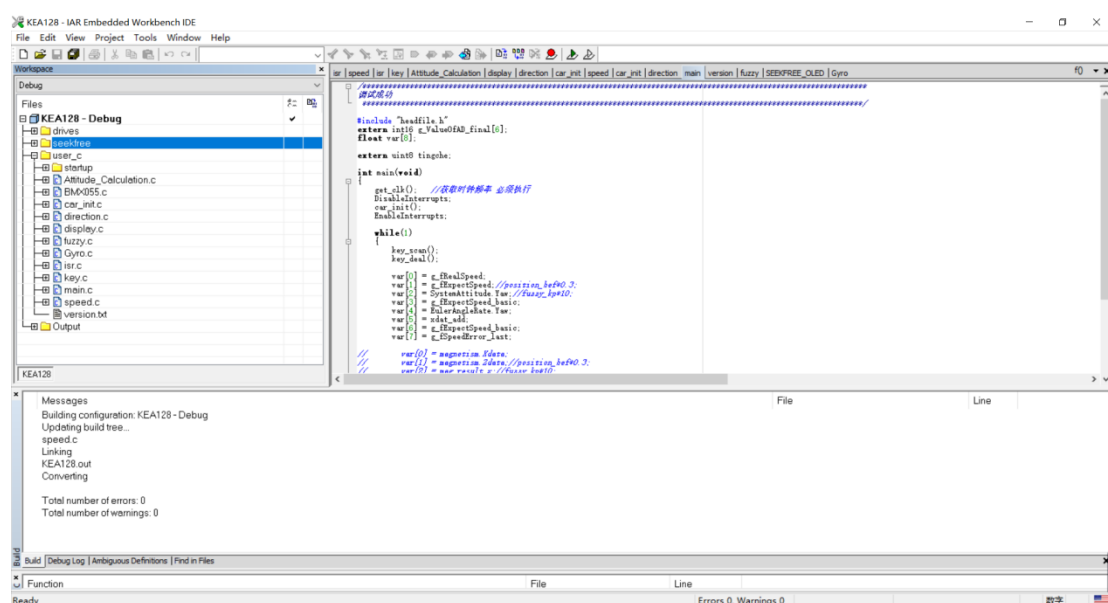 KEA128 - IAR Embedded Workbench IDE
File Edit View Project Tools Window Help
Workspace
isr | speed | isr | key | Attitude_Calculation | display | direction | car_init | speed | car_init | direction main | version | fuzzy | SEEKFREE_OLED | Gyro
f()
Debug
Files
KEA128 - Debug
drives
seekfree
user_c
startup
Attitude_Calculation.c
BMX055.c
car_init.c
direction.c
display.c
fuzzy.c
Gyro.c
isr.c
key.c
main.c
speed.c
version.txt
Output
KEA128
调试成功
#include "headfile.h"
extern int16 g_ValueOfAD_final[6];
float var[8];
extern uint8 tingche;
int main(void)
{
get_clk(); //获取时钟频率 必须执行
DisableInterrupts;
car_init();
EnableInterrupts;
while(1)
{
key_scan();
key_deal();
var[0] = g_fRealSpeed;
var[1] = g_fExpectSpeed;//position_bef*0.3;
var[2] = SystemAttitude.Yaw;//fuzzy_kp*10;
var[3] = g_fExpectSpeed_basic;
var[4] = EulerAngleRate.Yaw;
var[5] = xdat_add;
var[6] = g_fExpectSpeed_basic;
var[7] = g_fSpeedError_last;
// var[0] = magnetism.Xdata;
// var[1] = magnetism.Zdata;//position_bef*0.3;
Messages File Line
Building configuration: KEA128 - Debug
Updating build tree...
speed.c
Linking
KEA128.out
Converting
Total number of errors: 0
Total number of warnings: 0
Build
Build | Debug Log | Ambiguous Definitions | Find in Files
Function File Line
Ready
Errors 0, Warnings 0
数字